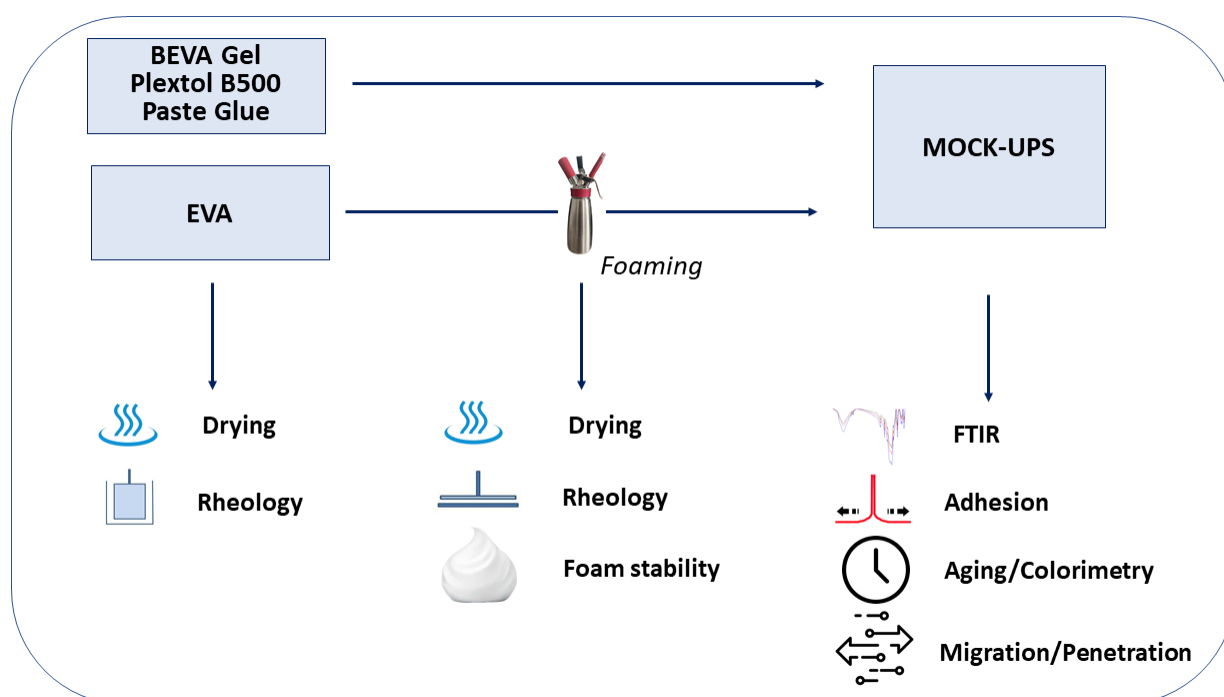 BEVA Gel
Plextol B500
Paste Glue
MOCK-UPS
EVA
Foaming
Drying
Rheology
Drying
Rheology
Foam stability
FTIR
Adhesion
Aging/Colorimetry
Migration/Penetration